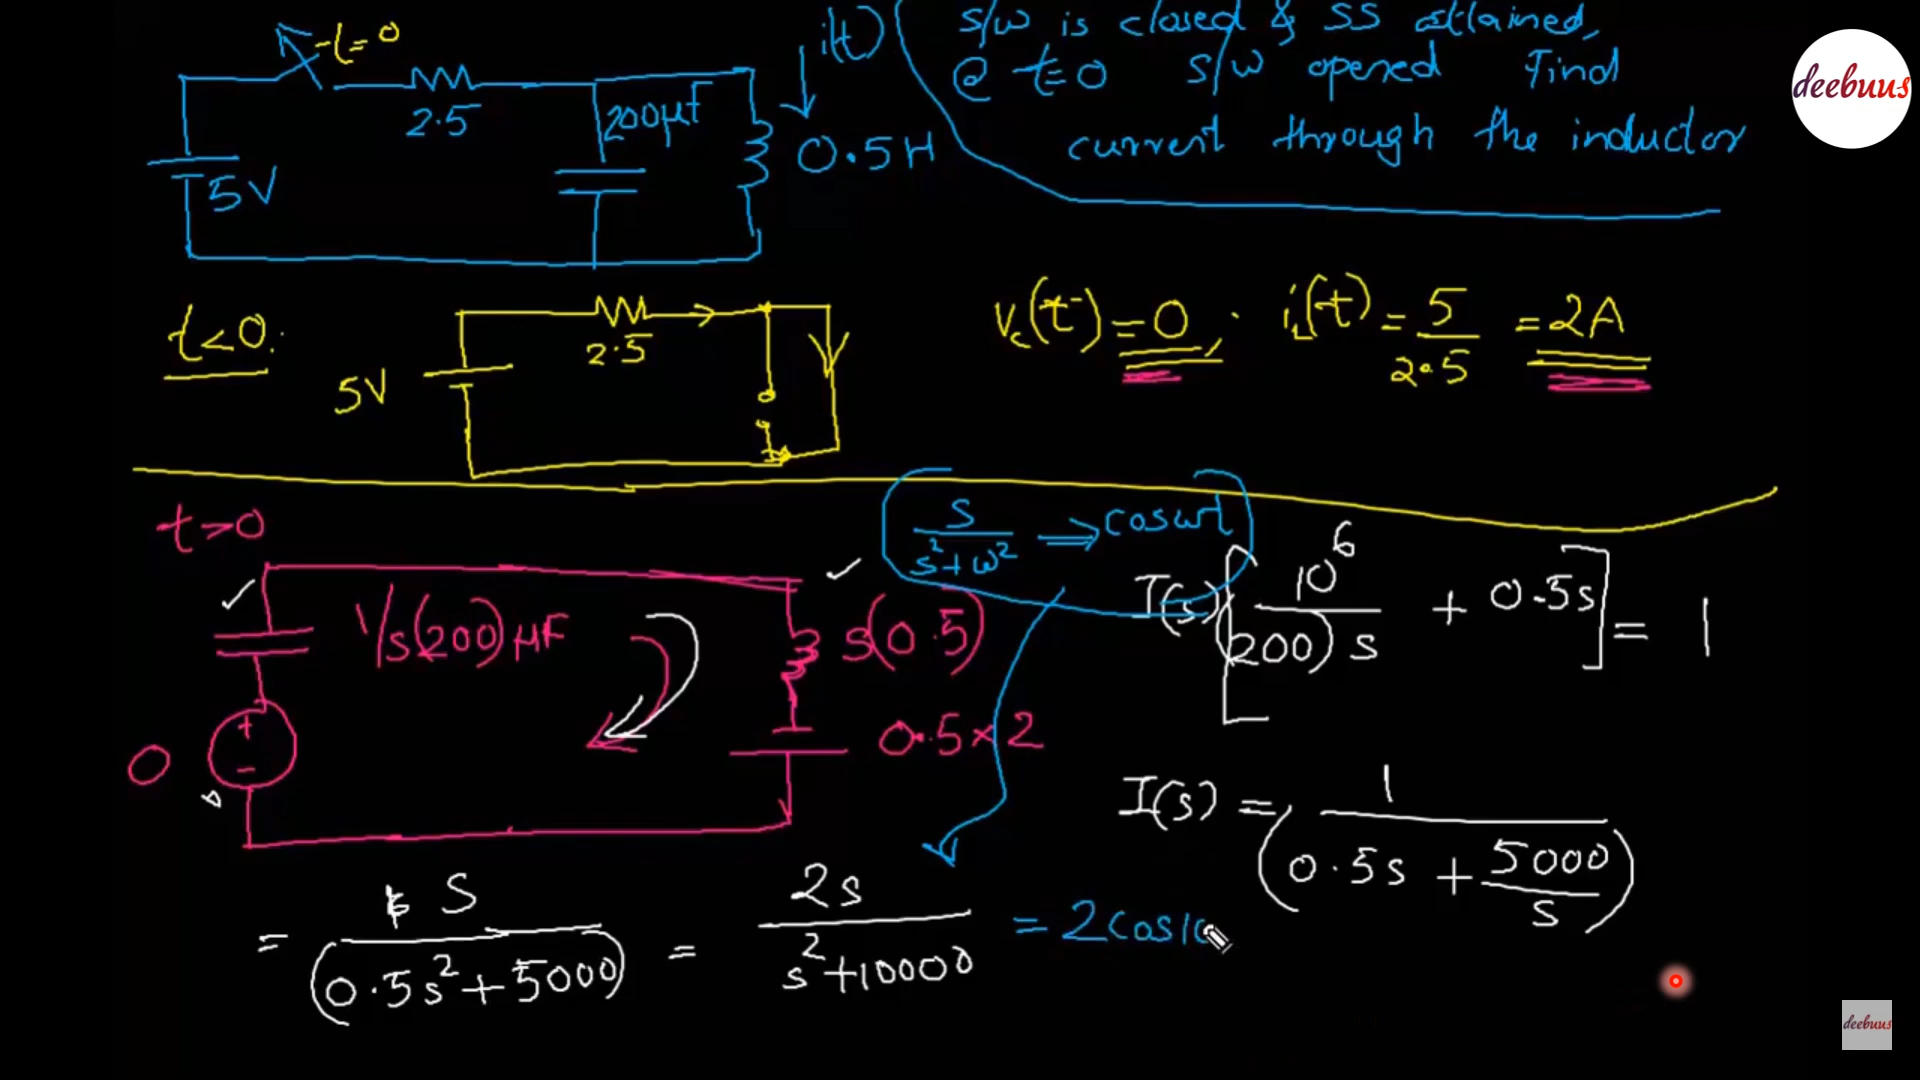 s/w is closed & SS attained,
@ t=0 s/w opened Find
current through the inductor
t=0
i(t)
2.5
200μF
0.5H
5V
deebuus
t<0.
5V
2.5
Vc(t⁻) = 0, iL(t⁻) = 5/2.5 = 2A
t>0
s/(s²+ω²) ⇒ cosωt
1/s(200)μF
s(0.5)
0.5×2
0
+
-
I(s)[10⁶/(200)s + 0.5s] = 1
I(s) = 1/(0.5s + 5000/s)
= s/(0.5s²+5000) = 2s/(s²+10000) = 2cos10
deebuus